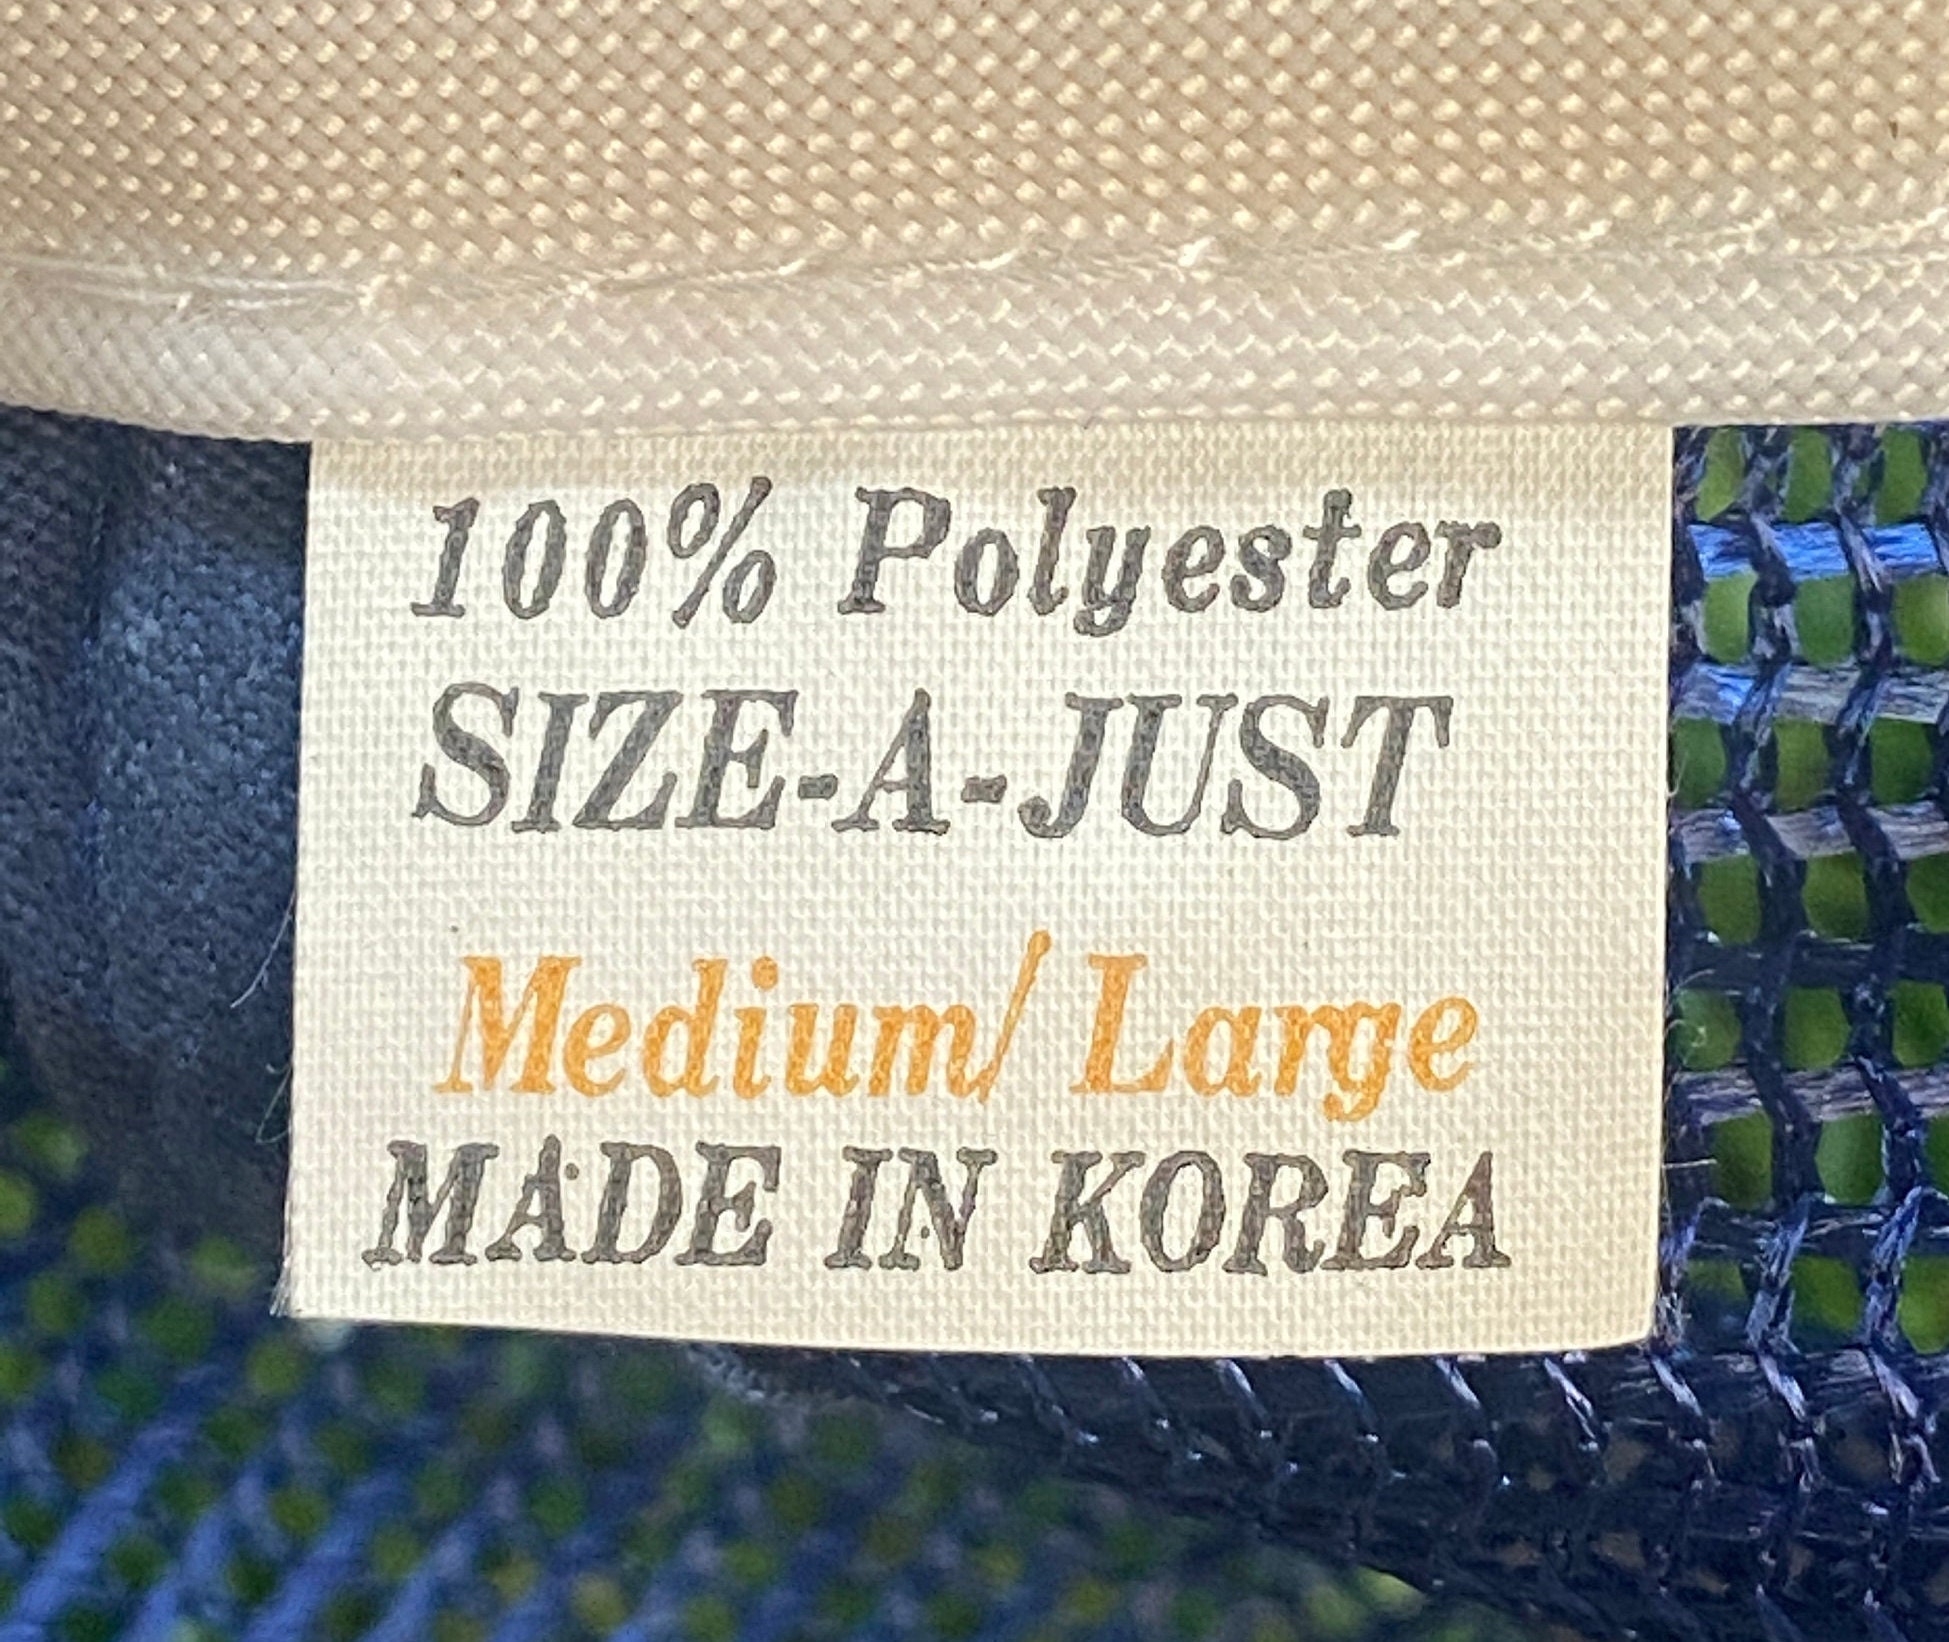 100% Polyester
SIZE-A-JUST
Medium/ Large
MADE IN KOREA